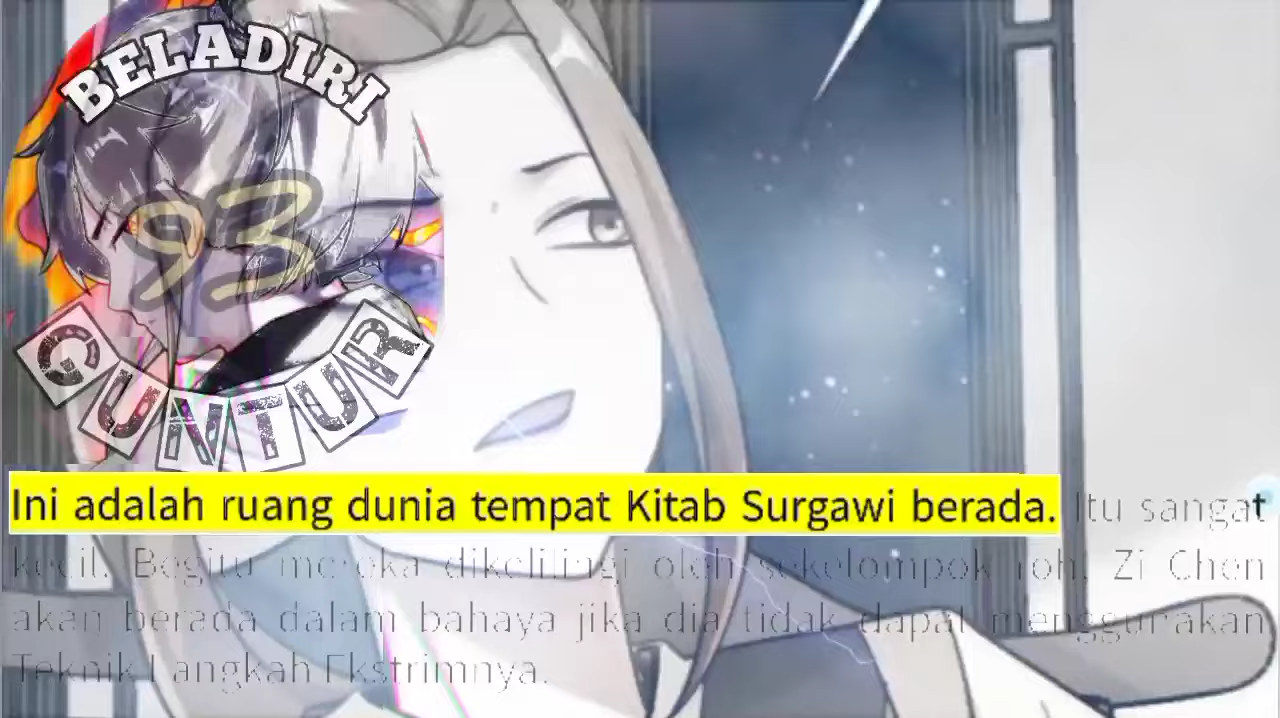 BELADIRI
93
GUNTUR
Ini adalah ruang dunia tempat Kitab Surgawi berada. Itu sangat
kecil. Begitu mereka dikelilingi oleh sekelompok roh, Zi Chen
akan berada dalam bahaya jika dia tidak dapat menggunakan
Teknik Langkah Ekstrimnya.